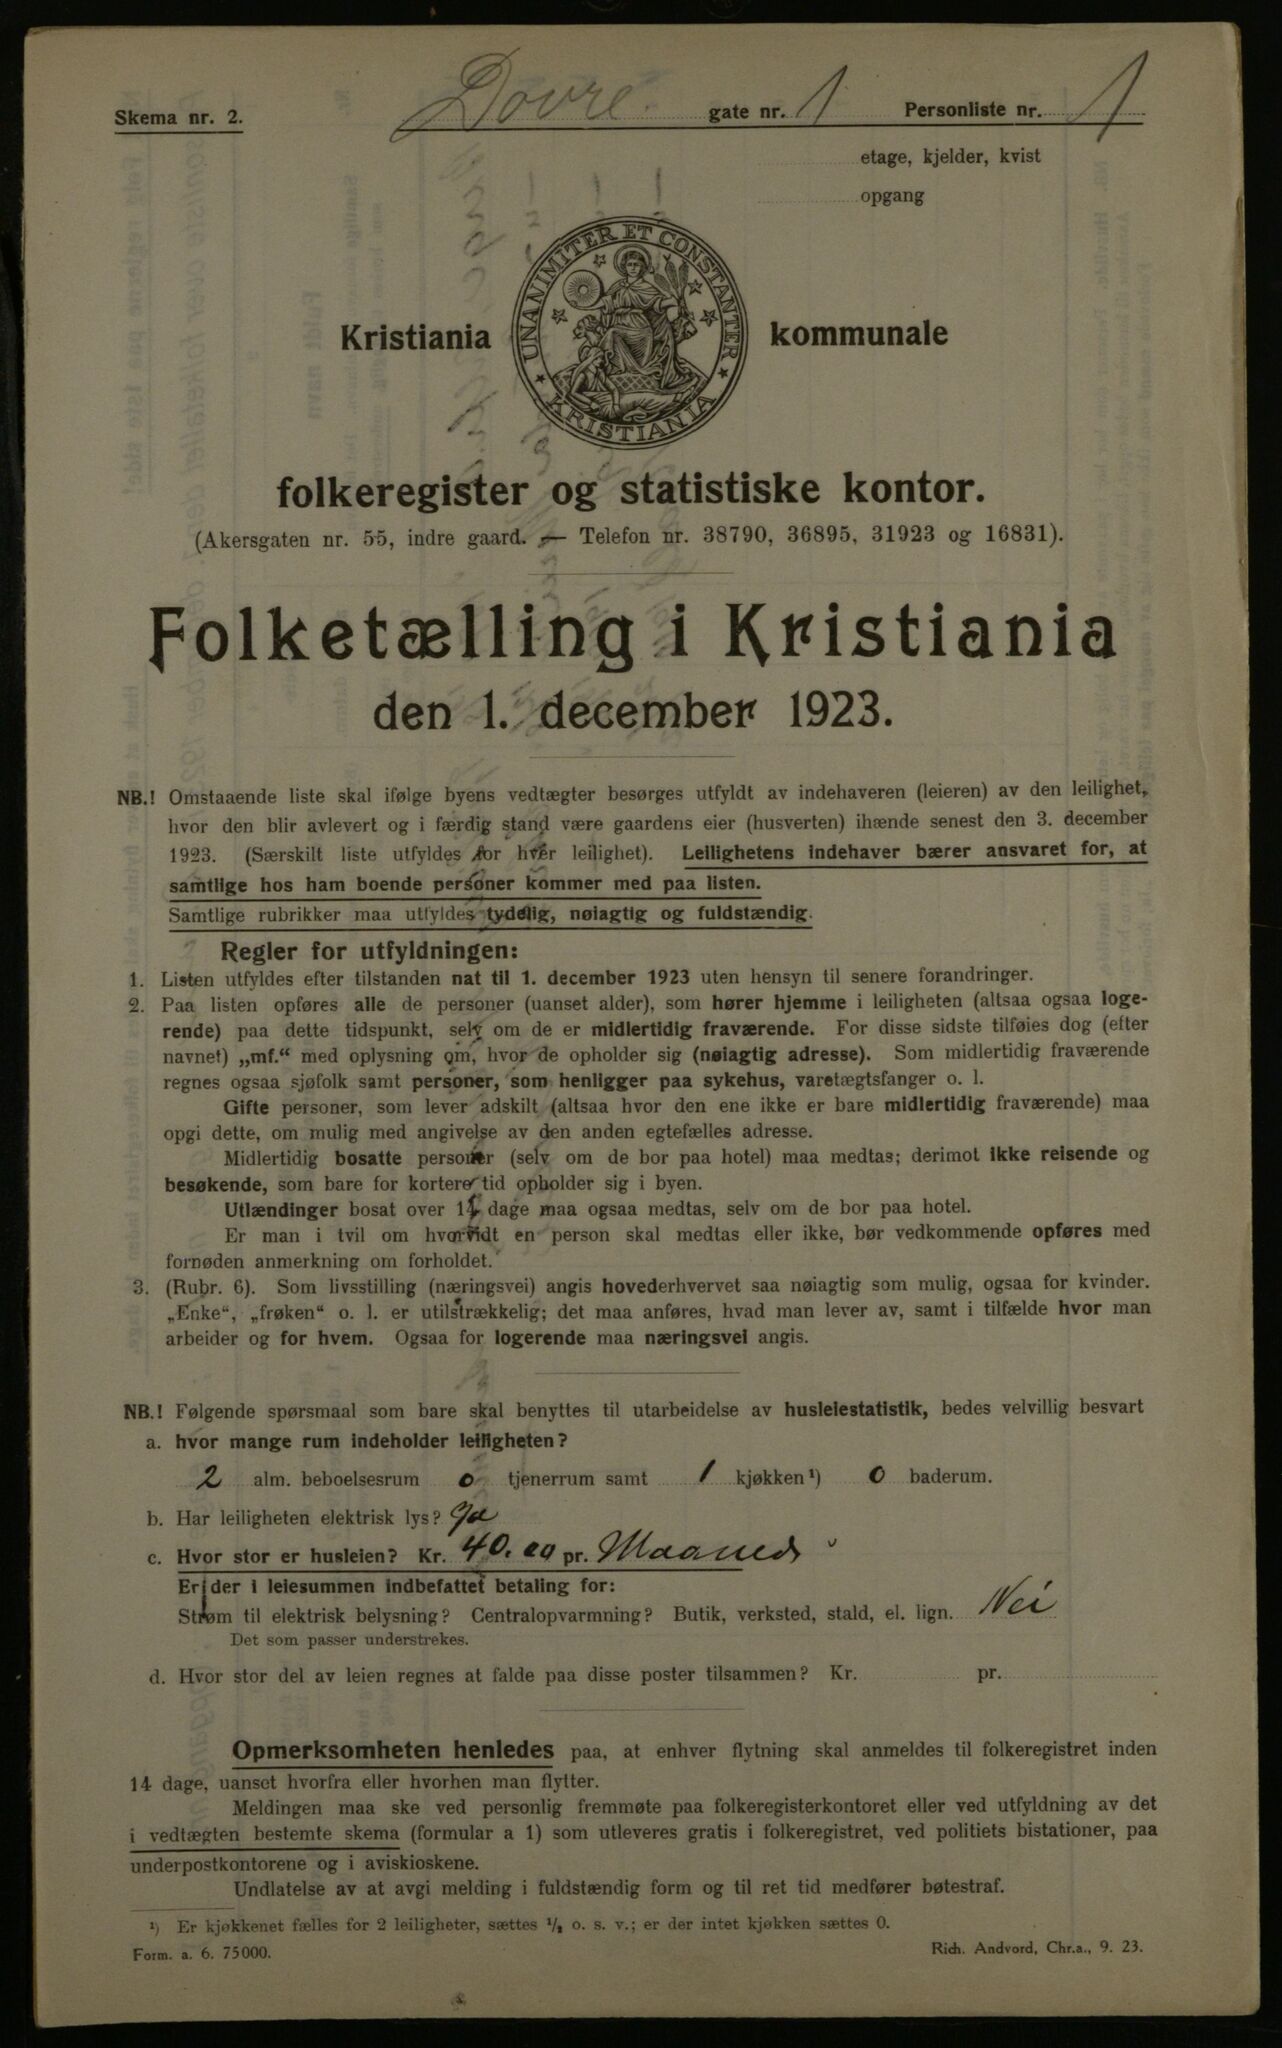 Skema nr. 2.
Dovre gate nr. 1 Personliste nr. 1
etage, kjelder, kvist
opgang
UNANIMITER ET CONSTANTER
KRISTIANIA
Kristiania kommunale
folkeregister og statistiske kontor.
(Akersgaten nr. 55, indre gaard. — Telefon nr. 38790, 36895, 31923 og 16831).
Folketælling i Kristiania
den 1. december 1923.
NB.! Omstaaende liste skal ifølge byens vedtægter besørges utfyldt av indehaveren (leieren) av den leilighet,
hvor den blir avlevert og i færdig stand være gaardens eier (husverten) ihænde senest den 3. december
1923. (Særskilt liste utfyldes for hver leilighet). Leilighetens indehaver bærer ansvaret for, at
samtlige hos ham boende personer kommer med paa listen.
Samtlige rubrikker maa utfyldes tydelig, nøiagtig og fuldstændig.
Regler for utfyldningen:
1. Listen utfyldes efter tilstanden nat til 1. december 1923 uten hensyn til senere forandringer.
2. Paa listen opføres alle de personer (uanset alder), som hører hjemme i leiligheten (altsaa ogsaa loge-
rende) paa dette tidspunkt, selv om de er midlertidig fraværende. For disse sidste tilføies dog (efter
navnet) „mf.“ med oplysning om, hvor de opholder sig (nøiagtig adresse). Som midlertidig fraværende
regnes ogsaa sjøfolk samt personer, som henligger paa sykehus, varetægtsfanger o. l.
Gifte personer, som lever adskilt (altsaa hvor den ene ikke er bare midlertidig fraværende) maa
opgi dette, om mulig med angivelse av den anden egtefælles adresse.
Midlertidig bosatte personer (selv om de bor paa hotel) maa medtas; derimot ikke reisende og
besøkende, som bare for kortere tid opholder sig i byen.
Utlændinger bosat over 14 dage maa ogsaa medtas, selv om de bor paa hotel.
Er man i tvil om hvorvidt en person skal medtas eller ikke, bør vedkommende opføres med
fornøden anmerkning om forholdet.
3. (Rubr. 6). Som livsstilling (næringsvei) angis hovederhvervet saa nøiagtig som mulig, ogsaa for kvinder.
„Enke“, „frøken“ o. l. er utilstrækkelig; det maa anføres, hvad man lever av, samt i tilfælde hvor man
arbeider og for hvem. Ogsaa for logerende maa næringsvei angis.
NB.! Følgende spørsmaal som bare skal benyttes til utarbeidelse av husleiestatistik, bedes velvillig besvart
a. hvor mange rum indeholder leiligheten?
2 alm. beboelsesrum 0 tjenerrum samt 1 kjøkken ¹) 0 baderum.
b. Har leiligheten elektrisk lys? Ja
c. Hvor stor er husleien? Kr. 40.00 pr. Maaned
Er der i leiesummen indbefattet betaling for:
Strøm til elektrisk belysning? Centralopvarmning? Butik, verksted, stald, el. lign. Nei
Det som passer understrekes.
d. Hvor stor del av leien regnes at falde paa disse poster tilsammen? Kr. pr.
Opmerksomheten henledes paa, at enhver flytning skal anmeldes til folkeregistret inden
14 dage, uanset hvorfra eller hvorhen man flytter.
Meldingen maa ske ved personlig fremmøte paa folkeregisterkontoret eller ved utfyldning av det
i vedtægten bestemte skema (formular a 1) som utleveres gratis i folkeregistret, ved politiets bistationer, paa
underpostkontorene og i aviskioskene.
Undlatelse av at avgi melding i fuldstændig form og til ret tid medfører bøtestraf.
¹) Er kjøkkenet fælles for 2 leiligheter, sættes ½ o. s. v.; er der intet kjøkken sættes 0.
Form. a. 6. 75000. Rich. Andvord, Chr.a., 9. 23.